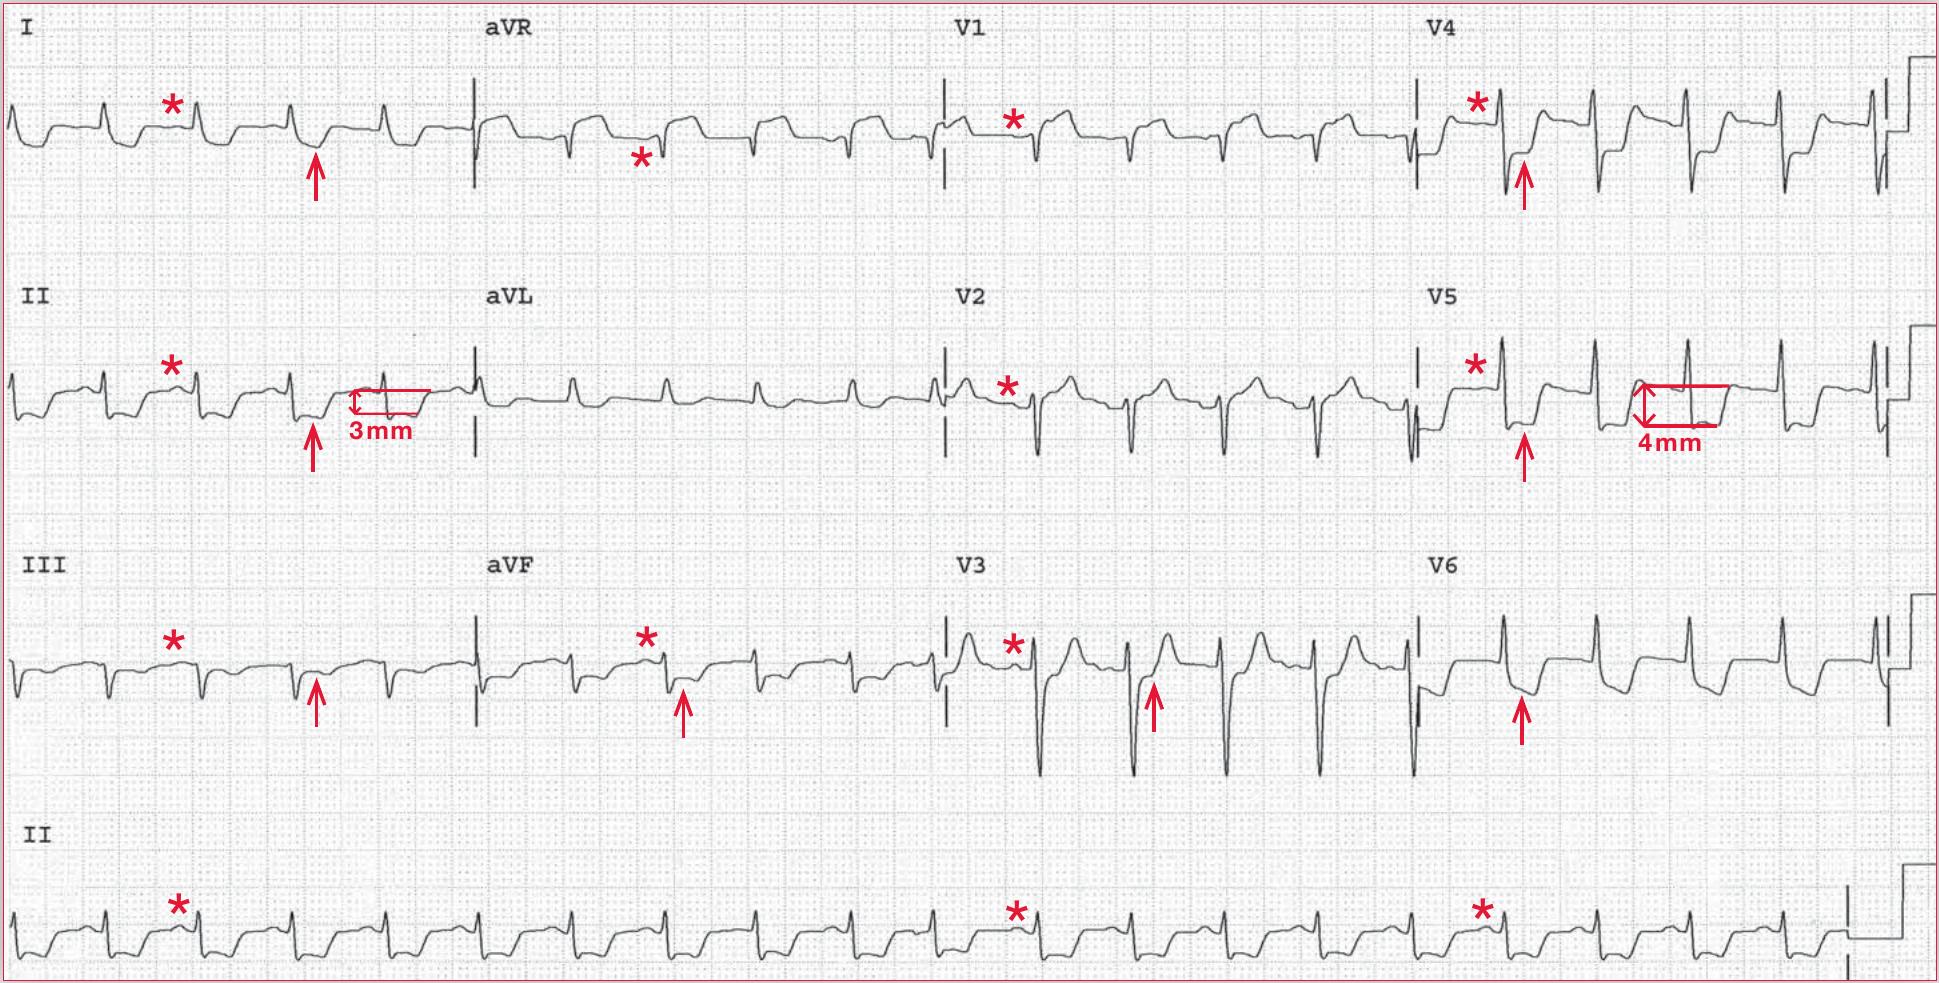 I aVR V1 V4
* * * *
II aVL V2 V5
* * *
3mm 4mm
III aVF V3 V6
* * *
II
* * *